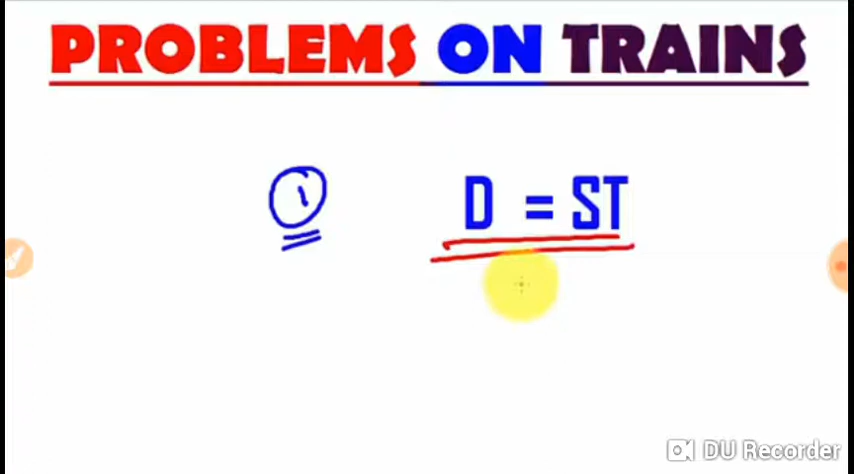 PROBLEMS ON TRAINS
1 D = ST
DU Recorder